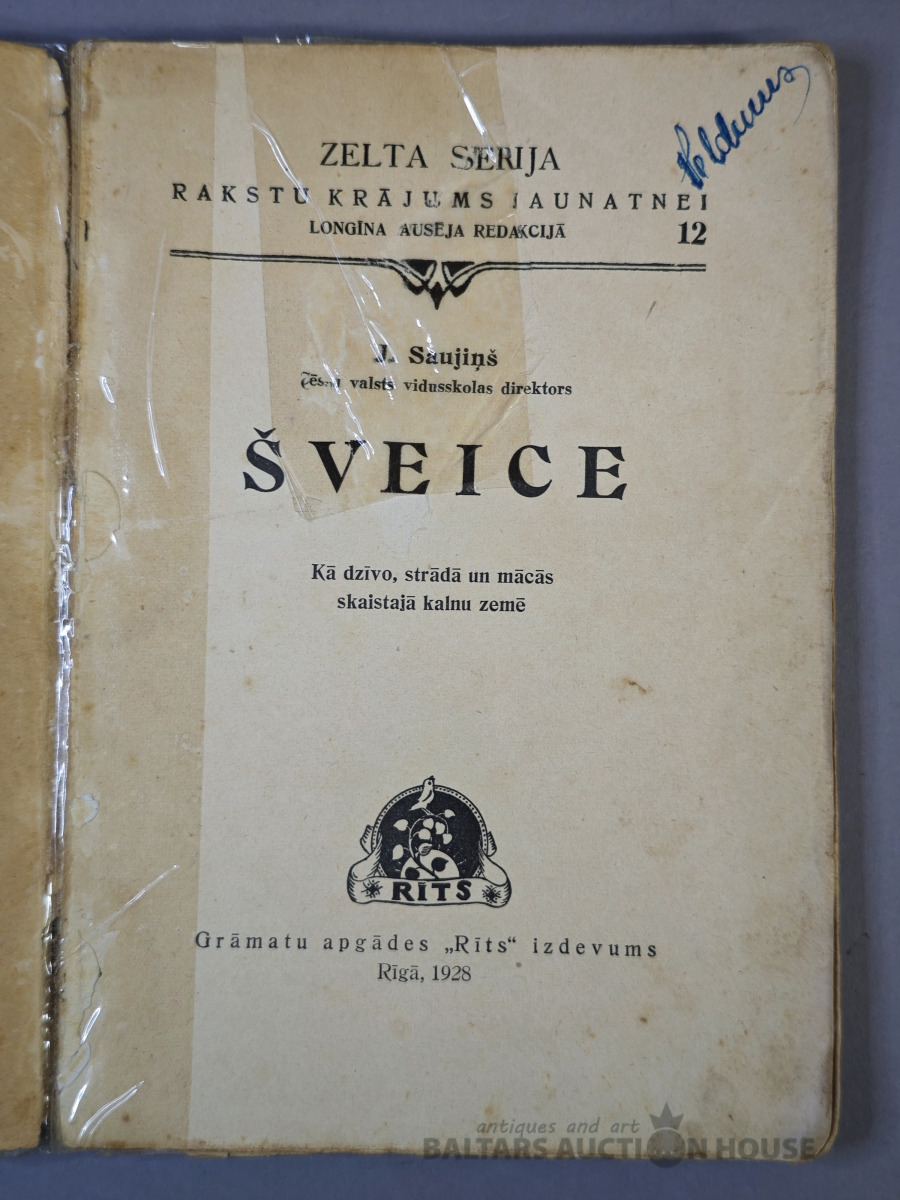 ZELTA SERIJA
RAKSTU KRĀJUMS JAUNATNEI
LONGĪNA AUSĒJA REDAKCIJĀ 12
J. Saujiņš
Cēsu valsts vidusskolas direktors
ŠVEICE
Kā dzīvo, strādā un mācās
skaistajā kalnu zemē
RĪTS
Grāmatu apgādes „Rīts“ izdevums
Rīgā, 1928
antiques and art
BALTARS AUCTION HOUSE